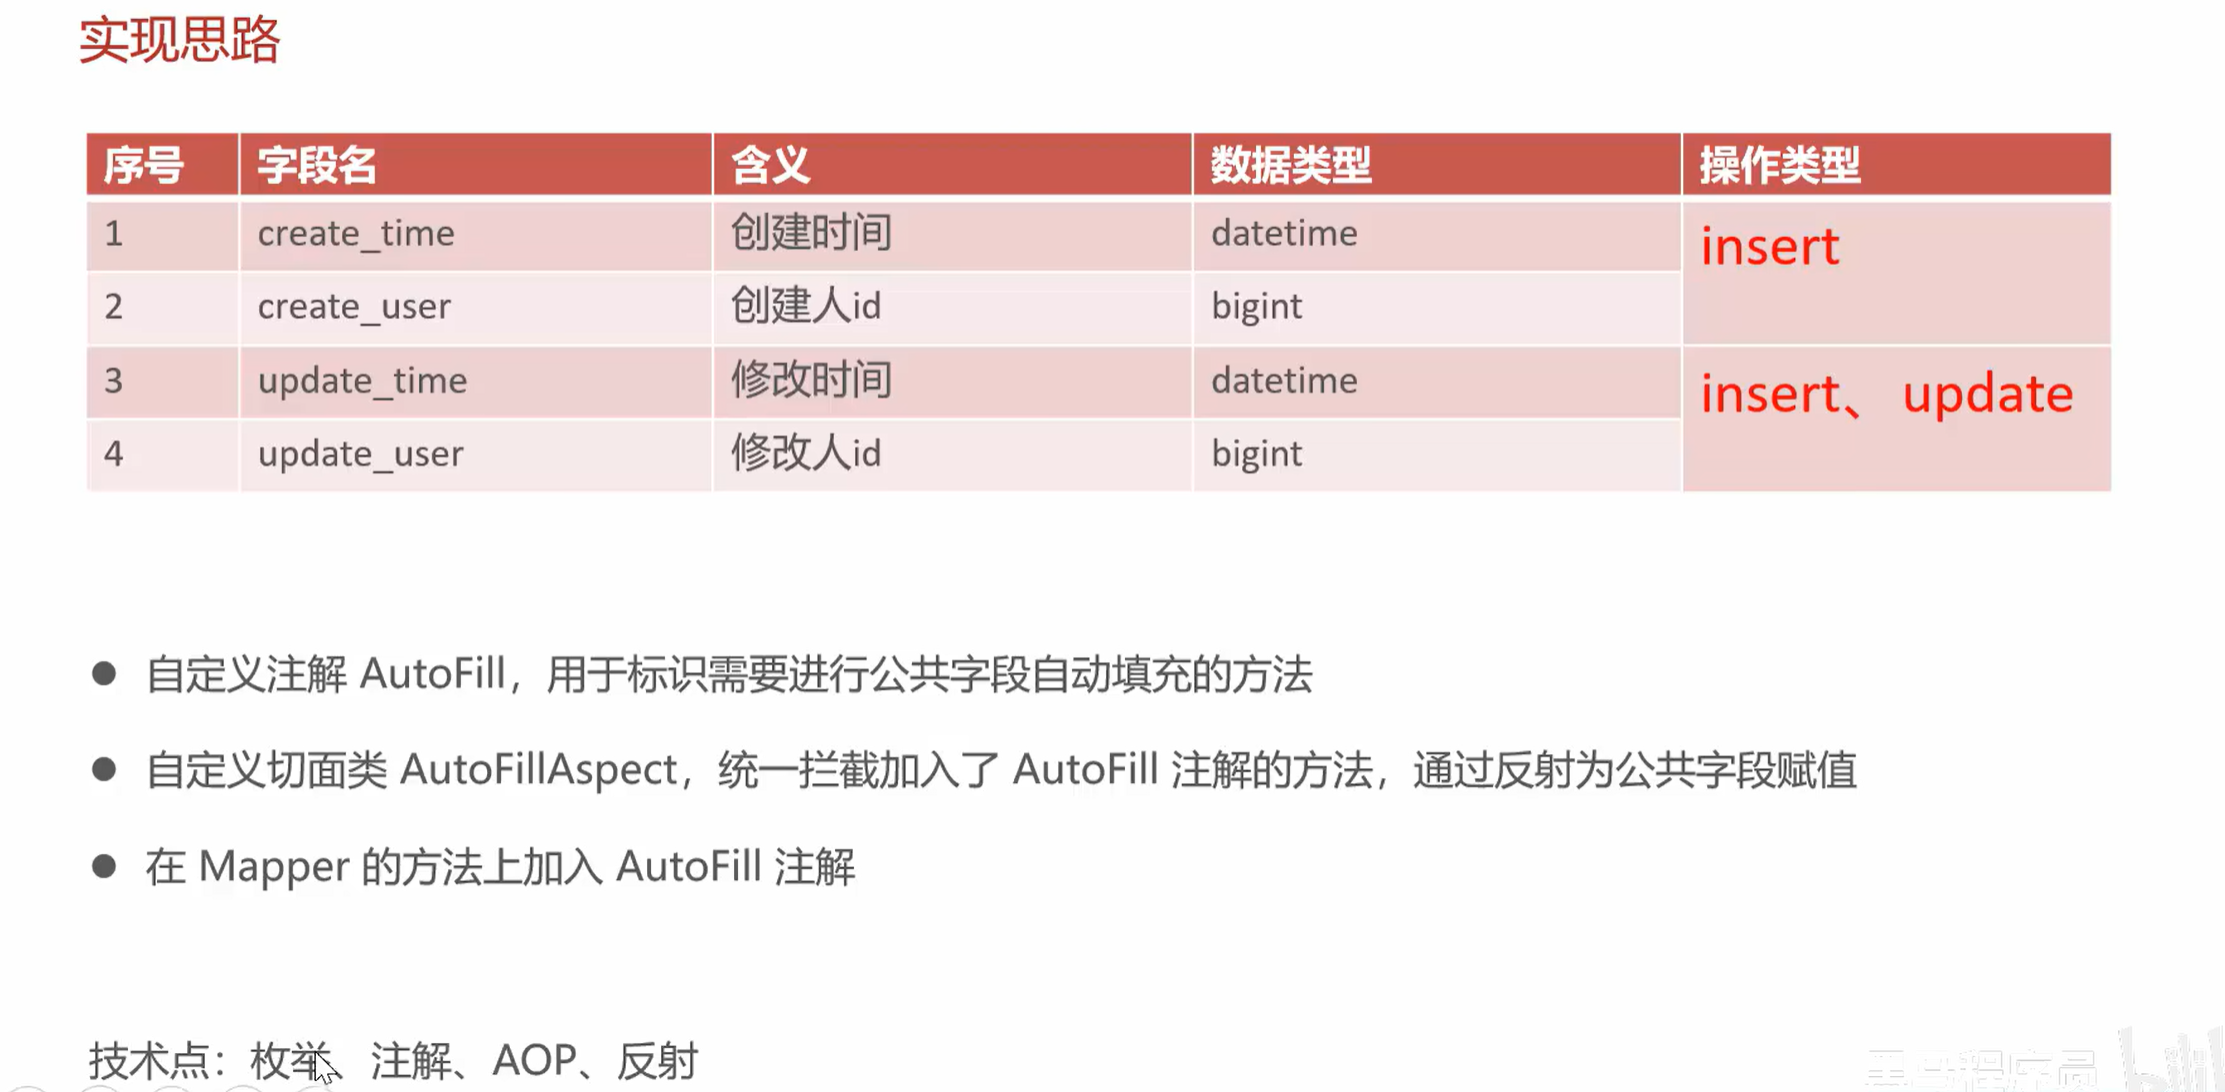 实现思路
序号 字段名 含义 数据类型 操作类型
1 create_time 创建时间 datetime insert
2 create_user 创建人id bigint
3 update_time 修改时间 datetime insert、update
4 update_user 修改人id bigint
● 自定义注解 AutoFill，用于标识需要进行公共字段自动填充的方法
● 自定义切面类 AutoFillAspect，统一拦截加入了 AutoFill 注解的方法，通过反射为公共字段赋值
● 在 Mapper 的方法上加入 AutoFill 注解
技术点：枚举、注解、AOP、反射